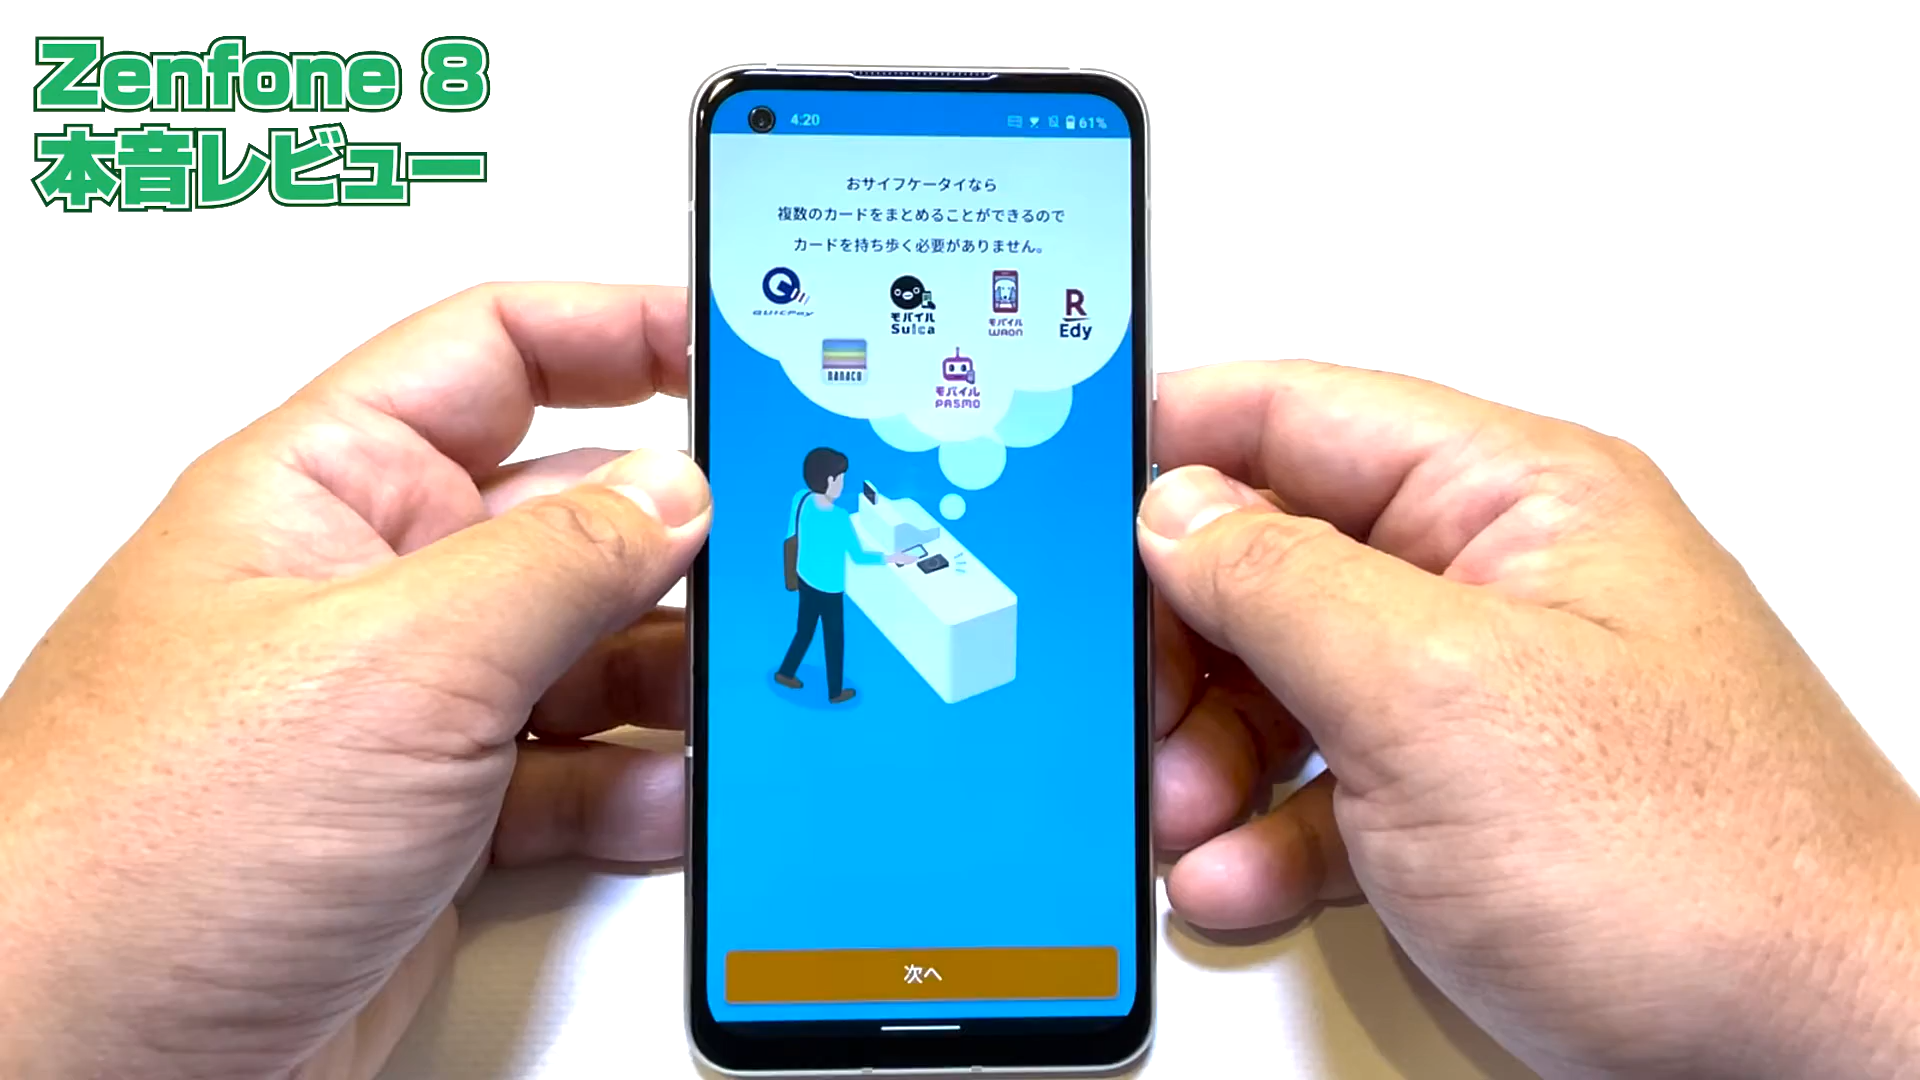 Zenfone 8
本音レビュー
4:20
61%
おサイフケータイなら
複数のカードをまとめることができるので
カードを持ち歩く必要がありません。
QUICPay
モバイル
Suica
モバイル
WAON
R
Edy
nanaco
モバイル
PASMO
次へ